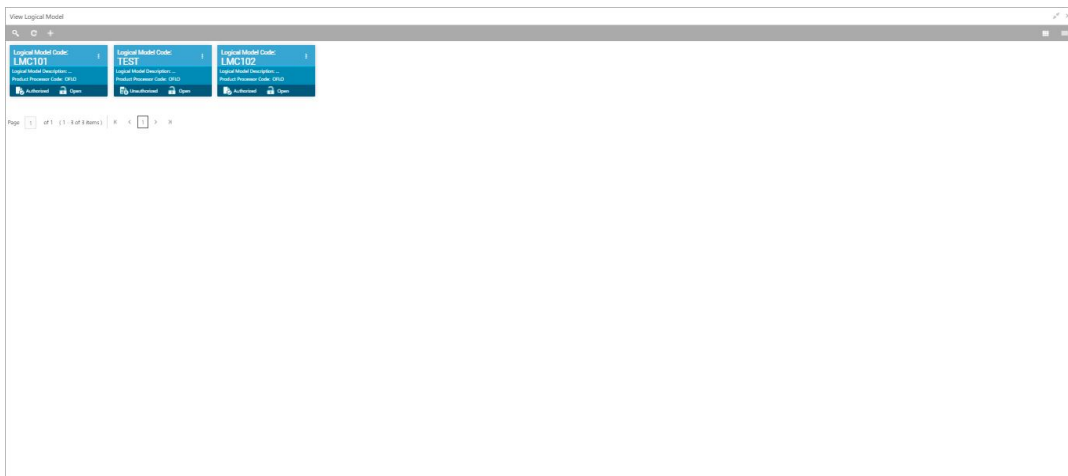 View Logical Model
Logical Model Code:
LMC101
Logical Model Description: ...
Product Processor Code: OFLO
Authorized Open
Logical Model Code:
TEST
Logical Model Description: ...
Product Processor Code: OFLO
Unauthorized Open
Logical Model Code:
LMC102
Logical Model Description: ...
Product Processor Code: OFLO
Authorized Open
Page 1 of 1 (1 - 3 of 3 items) K < 1 > >|